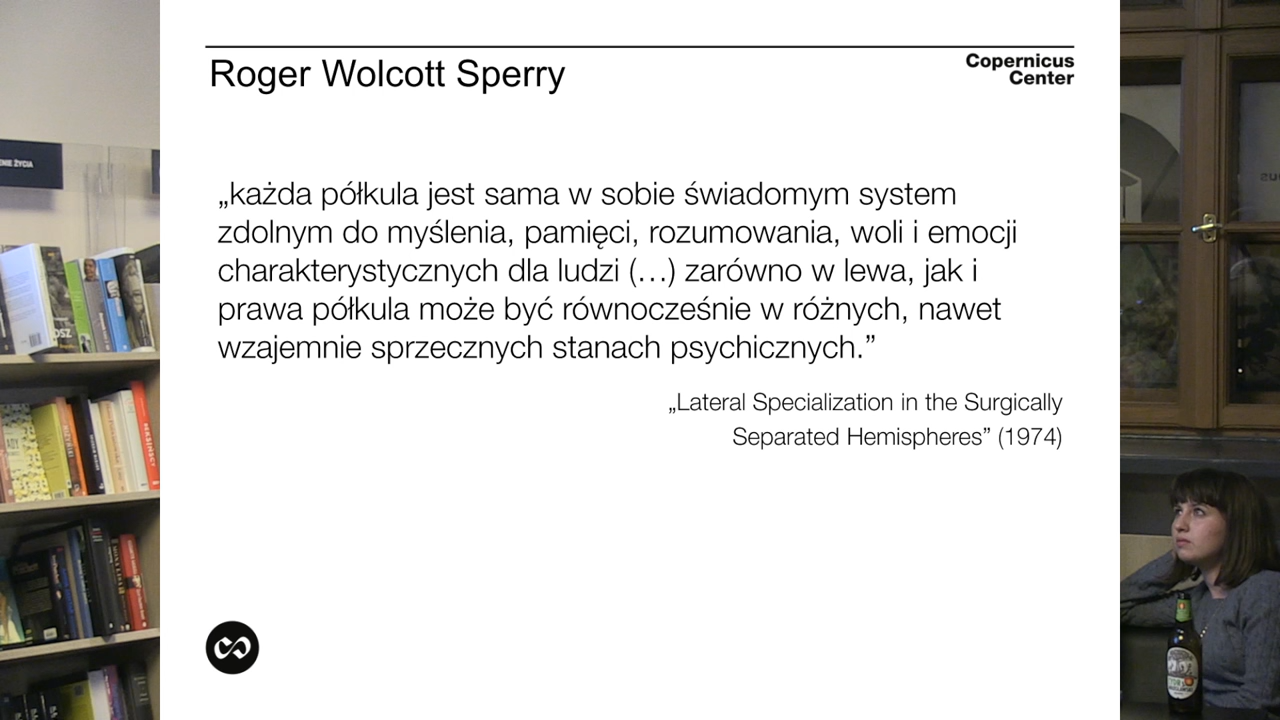 Roger Wolcott Sperry
Copernicus
Center
„każda półkula jest sama w sobie świadomym system
zdolnym do myślenia, pamięci, rozumowania, woli i emocji
charakterystycznych dla ludzi (…) zarówno w lewa, jak i
prawa półkula może być równocześnie w różnych, nawet
wzajemnie sprzecznych stanach psychicznych.”
„Lateral Specialization in the Surgically
Separated Hemispheres” (1974)
ŻYCIA